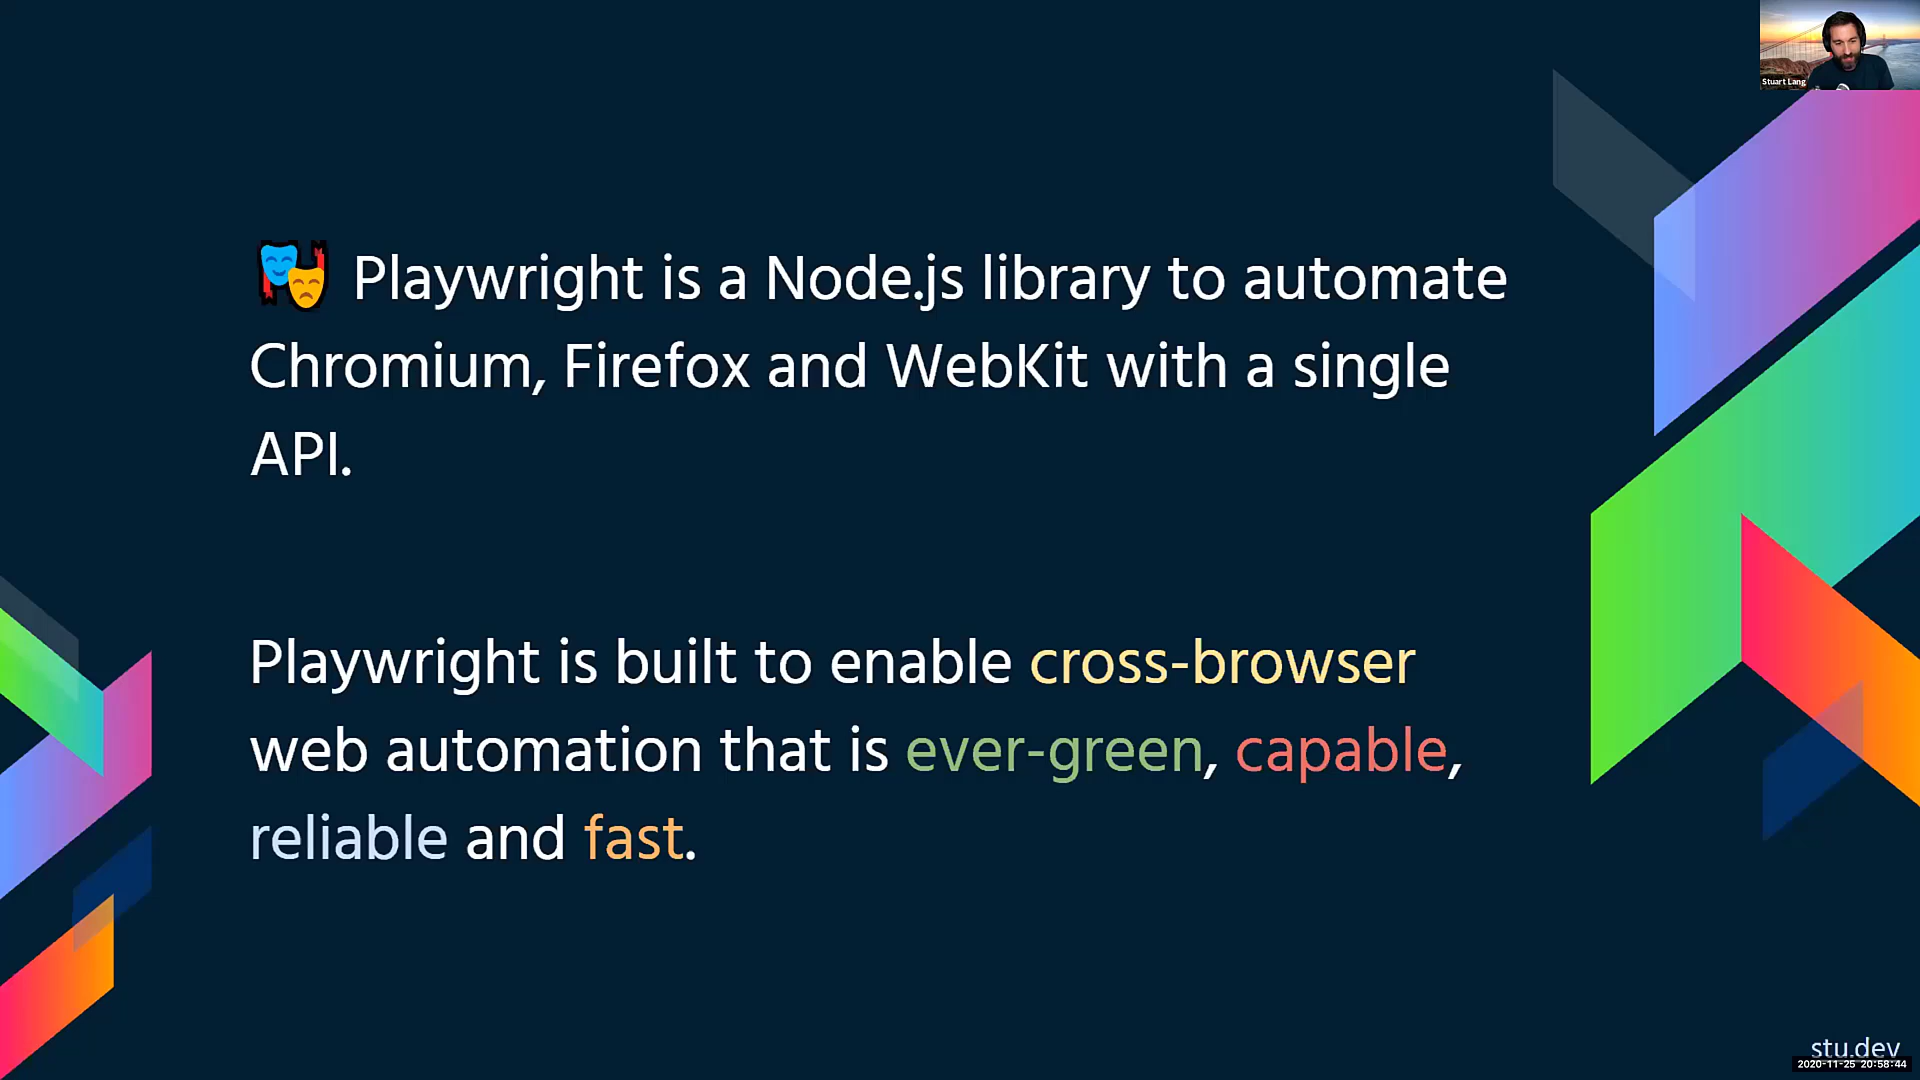 Stuart Lang
🎭 Playwright is a Node.js library to automate
Chromium, Firefox and WebKit with a single
API.
Playwright is built to enable cross-browser
web automation that is ever-green, capable,
reliable and fast.
stu.dev
2020-11-25 20:58:44